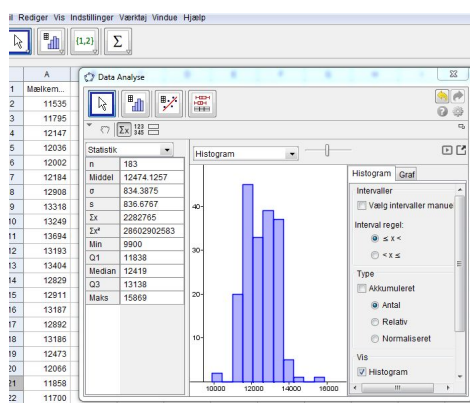 il Rediger Vis Indstillinger Værktøj Vindue Hjælp
{1,2} Σ
A
1 Mælkem...
2 11535
3 11795
4 12147
5 12036
6 12002
7 12184
8 12908
9 13318
10 13249
11 13694
12 13193
13 13404
14 12829
15 12911
16 13187
17 12892
18 13186
19 12473
20 12066
21 11858
22 11700
Data Analyse
Σx 123 345
Statistik
n 183
Middel 12474.1257
σ 834.3875
s 836.6767
Σx 2282765
Σx² 28602902583
Min 9900
Q1 11838
Median 12419
Q3 13138
Maks 15869
Histogram
40
30
20
10
10000 12000 14000 16000
Histogram Graf
Intervaller
Vælg intervaller manue
Interval regel:
≤ x <
< x ≤
Type
Akkumuleret
Antal
Relativ
Normaliseret
Vis
Histogram